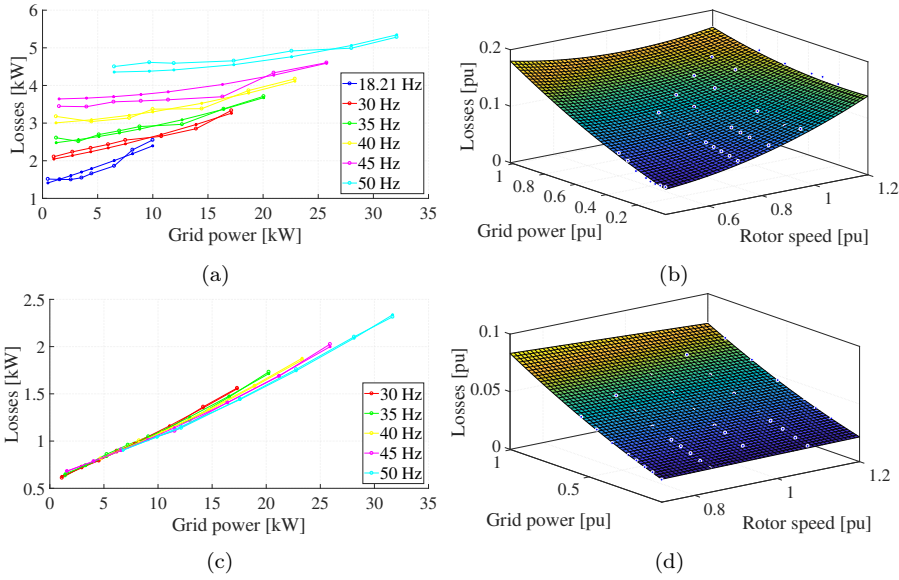 6
5
4
3
2
1
Losses [kW]
0
5
10
15
20
25
30
35
Grid power [kW]
18.21 Hz
30 Hz
35 Hz
40 Hz
45 Hz
50 Hz
(a)
0.2
0.1
0
Losses [pu]
0.8
0.6
0.4
0.2
Grid power [pu]
0.6
0.8
1
1.2
Rotor speed [pu]
(b)
2.5
2
1.5
1
0.5
Losses [kW]
0
5
10
15
20
25
30
35
Grid power [kW]
30 Hz
35 Hz
40 Hz
45 Hz
50 Hz
(c)
0.1
0.05
0
Losses [pu]
1
0.5
Grid power [pu]
0.8
1
1.2
Rotor speed [pu]
(d)